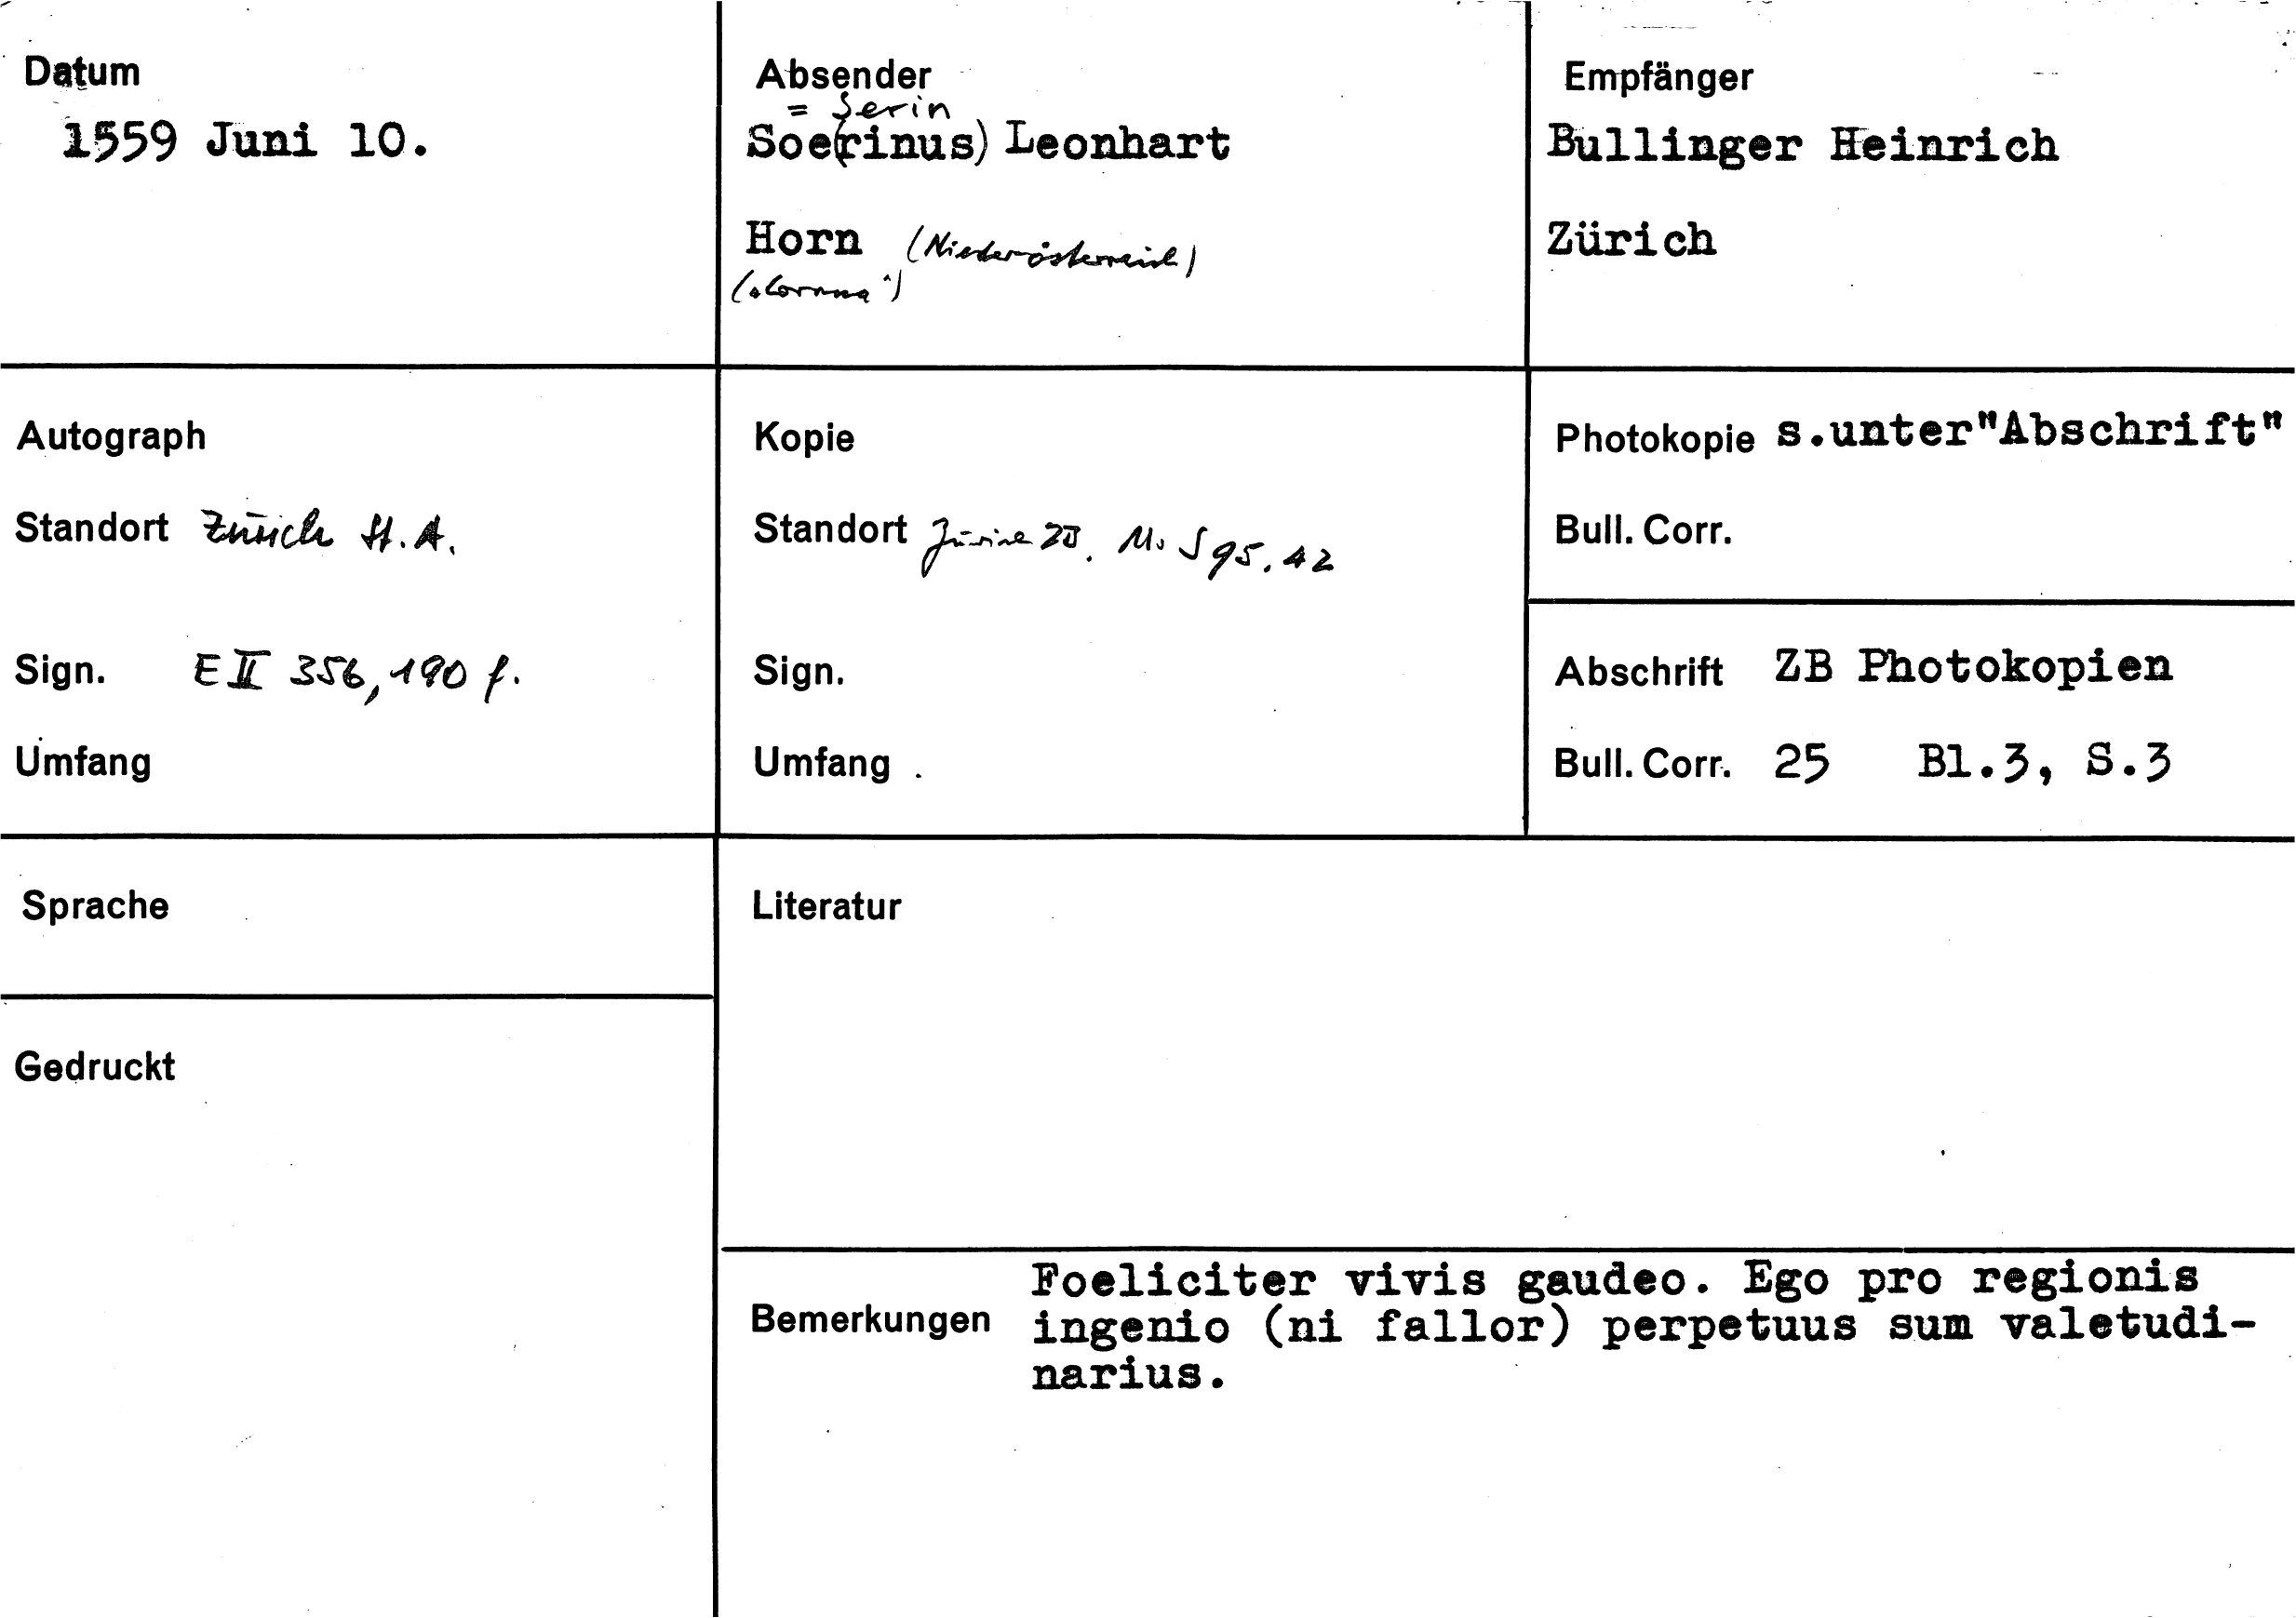 Datum
1559 Juni 10.
Absender
= Serin
Soe(rinus) Leonhart
Horn (Niederösterreich)
Empfänger
Bullinger Heinrich
Zürich
Autograph
Standort Zürich St. A.
Sign. E II 356, 190 f.
Umfang
Kopie
Standort Zürich ZB. Ms S 95. 42
Sign.
Umfang
Photokopie s.unter"Abschrift"
Bull. Corr.
Abschrift ZB Photokopien
Bull. Corr. 25 Bl.3, S.3
Sprache
Gedruckt
Literatur
Bemerkungen
Foeliciter vivis gaudeo. Ego pro regionis
ingenio (ni fallor) perpetuus sum valetudi-
narius.